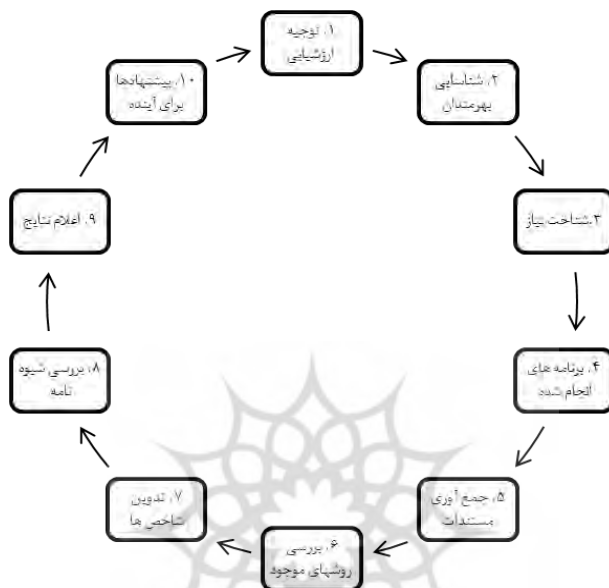 ۱. توجیه
ارزشیابی
۲. شناسایی
بهرمندان
۳. شناخت نیاز
۴. برنامه های
انجام شده
۵. جمع آوری
مستندات
۶. بررسی
روشهای موجود
۷. تدوین
شاخص ها
۸. بررسی شیوه
نامه
۹. اعلام نتایج
۱۰. پیشنهادها
برای آینده